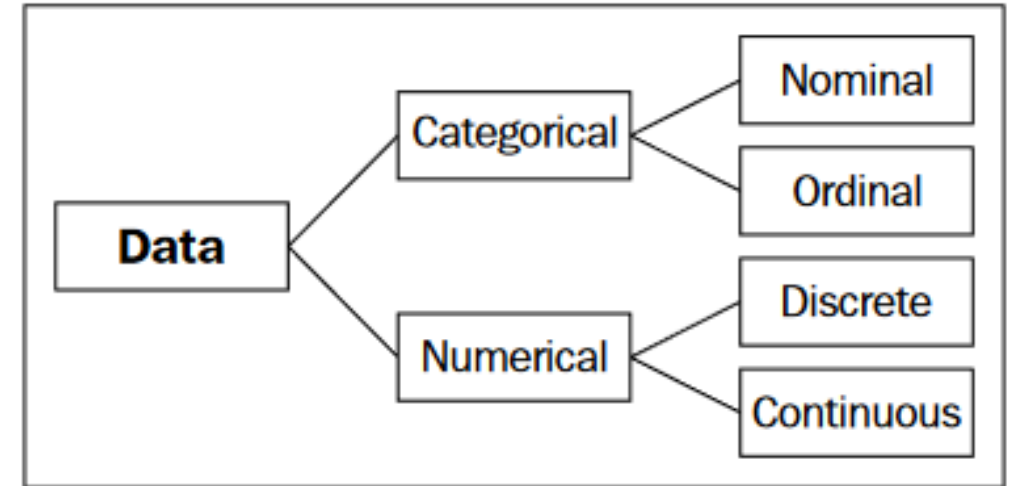 Data
Categorical
Numerical
Nominal
Ordinal
Discrete
Continuous